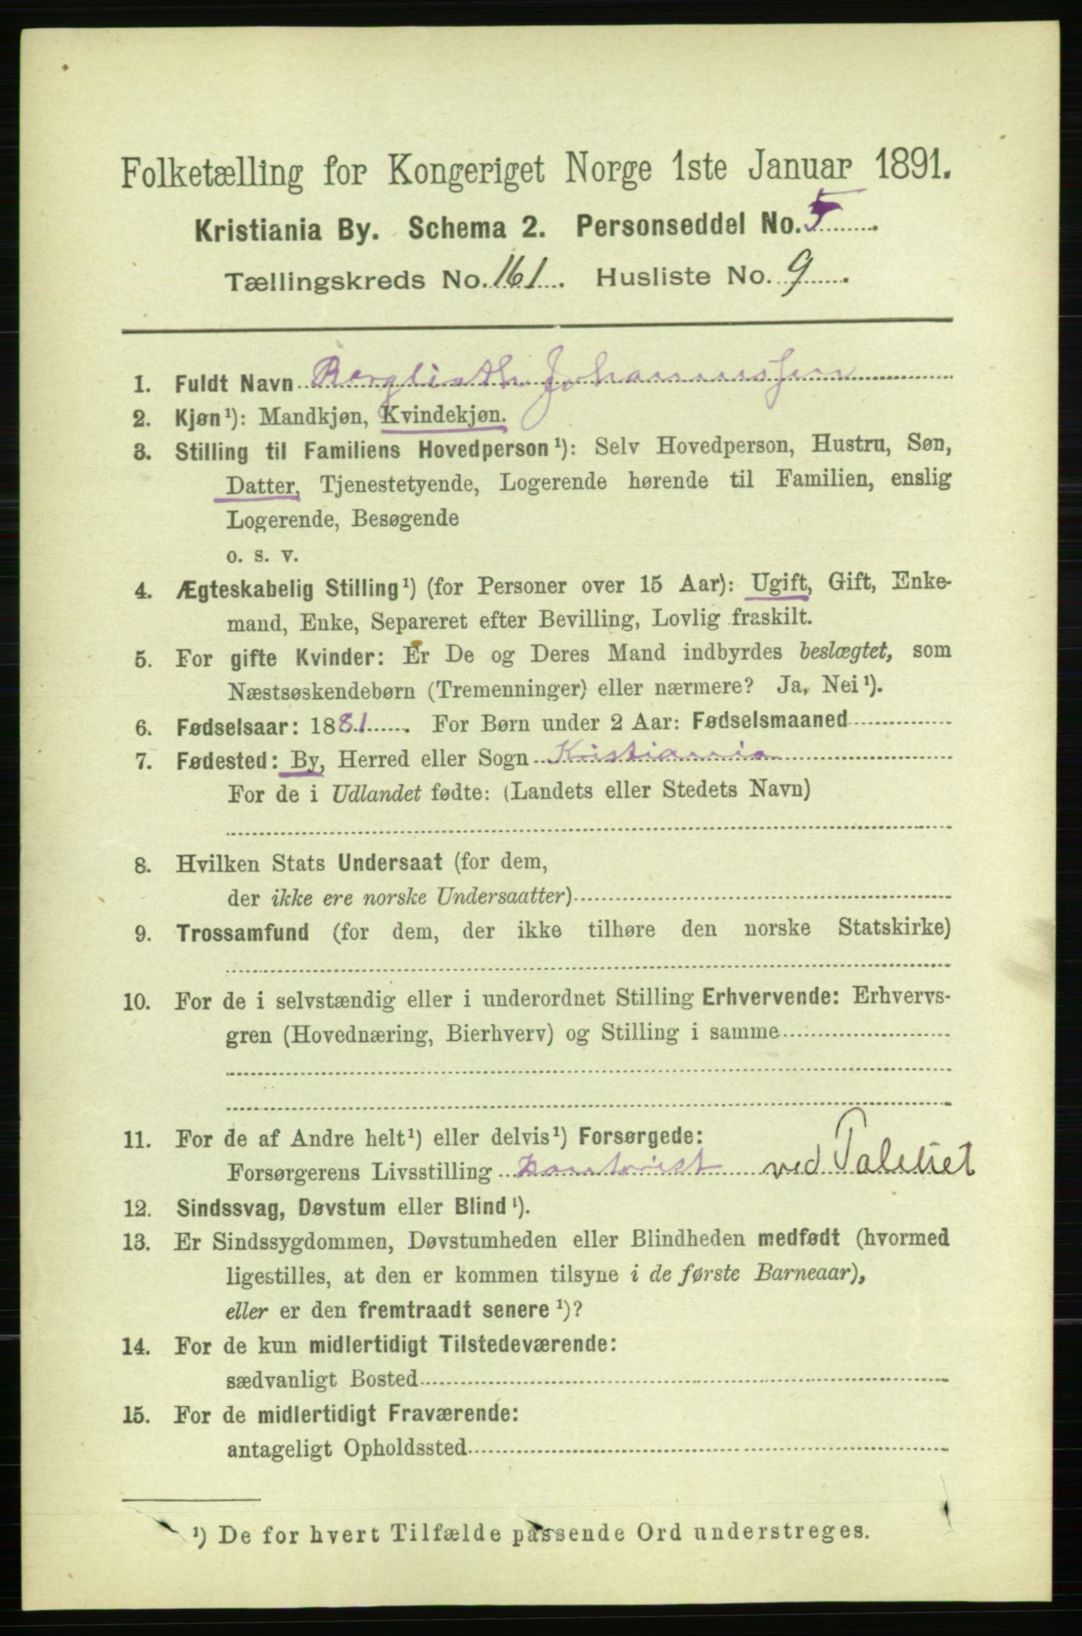 Folketælling for Kongeriget Norge 1ste Januar 1891.
Kristiania By. Schema 2. Personseddel No. 5.
Tællingskreds No. 161. Husliste No. 9.
1. Fuldt Navn Berglioth Johannessen
2. Kjøn¹): Mandkjøn, Kvindekjøn.
3. Stilling til Familiens Hovedperson¹): Selv Hovedperson, Hustru, Søn,
Datter, Tjenestetyende, Logerende hørende til Familien, enslig
Logerende, Besøgende
o. s. v.
4. Ægteskabelig Stilling¹) (for Personer over 15 Aar): Ugift, Gift, Enke-
mand, Enke, Separeret efter Bevilling, Lovlig fraskilt.
5. For gifte Kvinder: Er De og Deres Mand indbyrdes beslægtet, som
Næstsøskendebørn (Tremenninger) eller nærmere? Ja, Nei¹).
6. Fødselsaar: 1881. For Børn under 2 Aar: Fødselsmaaned
7. Fødested: By, Herred eller Sogn Kristiania
For de i Udlandet fødte: (Landets eller Stedets Navn)
8. Hvilken Stats Undersaat (for dem,
der ikke ere norske Undersaatter)
9. Trossamfund (for dem, der ikke tilhøre den norske Statskirke)
10. For de i selvstændig eller i underordnet Stilling Erhvervende: Erhvervs-
gren (Hovednæring, Bierhverv) og Stilling i samme
11. For de af Andre helt¹) eller delvis¹) Forsørgede:
Forsørgerens Livsstilling Kontorist ved
12. Sindssvag, Døvstum eller Blind¹).
13. Er Sindssygdommen, Døvstumheden eller Blindheden medfødt (hvormed
ligestilles, at den er kommen tilsyne i de første Barneaar),
eller er den fremtraadt senere¹)?
14. For de kun midlertidigt Tilstedeværende:
sædvanligt Bosted
15. For de midlertidigt Fraværende:
antageligt Opholdssted
¹) De for hvert Tilfælde passende Ord understreges.